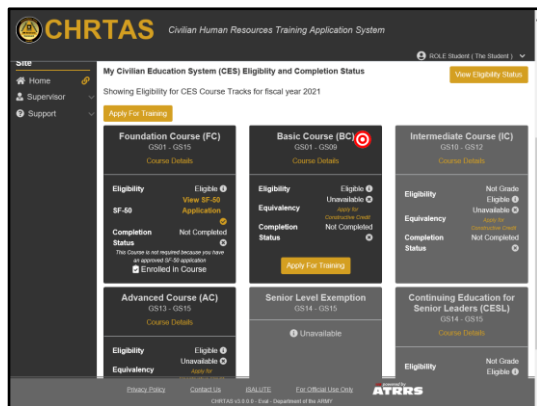 CHRTAS Civilian Human Resources Training Application System
ROLE Student ( The Student )
Site
Home
Supervisor
Support
My Civilian Education System (CES) Eligiblity and Completion Status
View Eligibility Status
Showing Eligibility for CES Course Tracks for fiscal year 2021
Apply For Training
Foundation Course (FC)
GS01 - GS15
Course Details
Eligibility Eligible
View SF-50
SF-50 Application
Completion Not Completed
Status
This Course is not required because you have
an approved SF-50 application
Enrolled in Course
Basic Course (BC)
GS01 - GS09
Course Details
Eligibility Eligible
Unavailable
Equivalency Apply for
Constructive Credit
Completion Not Completed
Status
Apply For Training
Intermediate Course (IC)
GS10 - GS12
Course Details
Eligibility Not Grade
Eligible
Unavailable
Equivalency Apply for
Constructive Credit
Completion Not Completed
Status
Advanced Course (AC)
GS13 - GS15
Course Details
Eligibility Eligible
Unavailable
Equivalency Apply for
Senior Level Exemption
GS14 - GS15
Unavailable
Continuing Education for
Senior Leaders (CESL)
GS14 - GS15
Course Details
Eligibility Not Grade
Eligible
Privacy Policy Contact Us ISALUTE For Official Use Only
powered by
ATRRS
Department of the ARMY